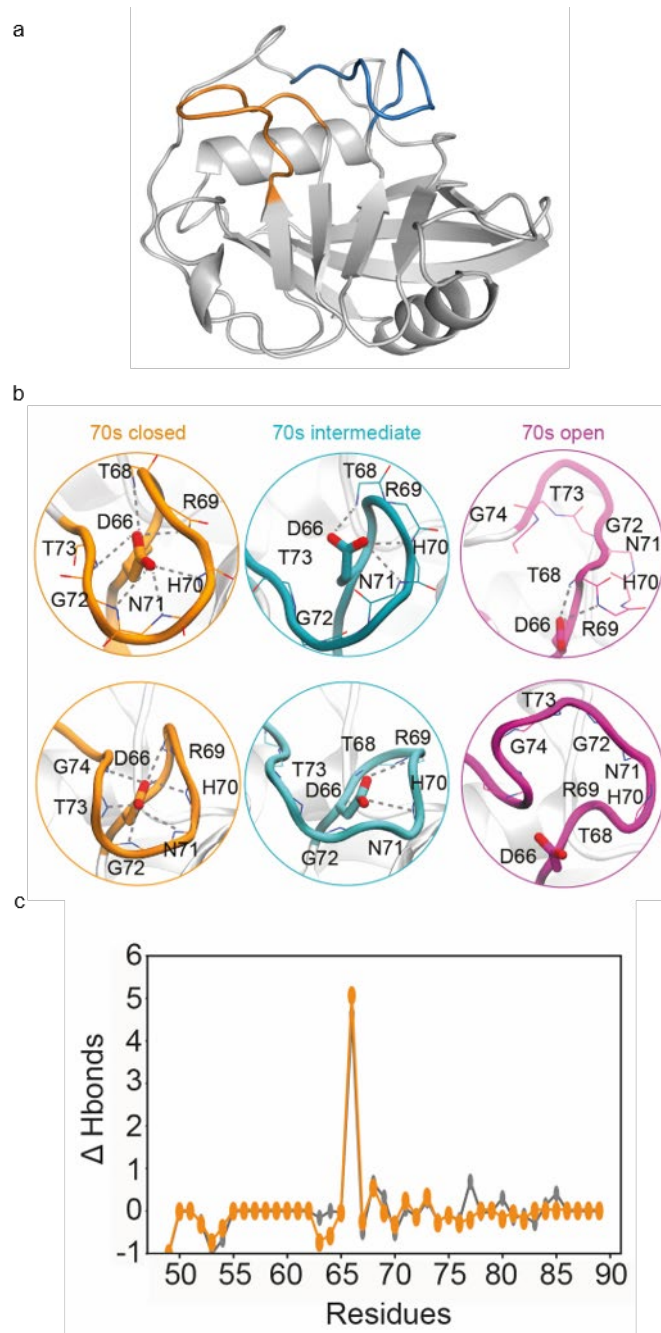 a
b
70s closed 70s intermediate 70s open
T68 R69 D66 T73 H70 N71 G72
T68 R69 D66 T73 N71 G72
T73 G74 G72 N71 T68 H70 D66 R69
G74 D66 R69 H70 T73 N71 G72
T68 R69 T73 D66 H70 N71 G72
T73 G74 G72 N71 R69 H70 T68 D66
c
Δ Hbonds
6
5
4
3
2
1
0
-1
50 55 60 65 70 75 80 85 90
Residues